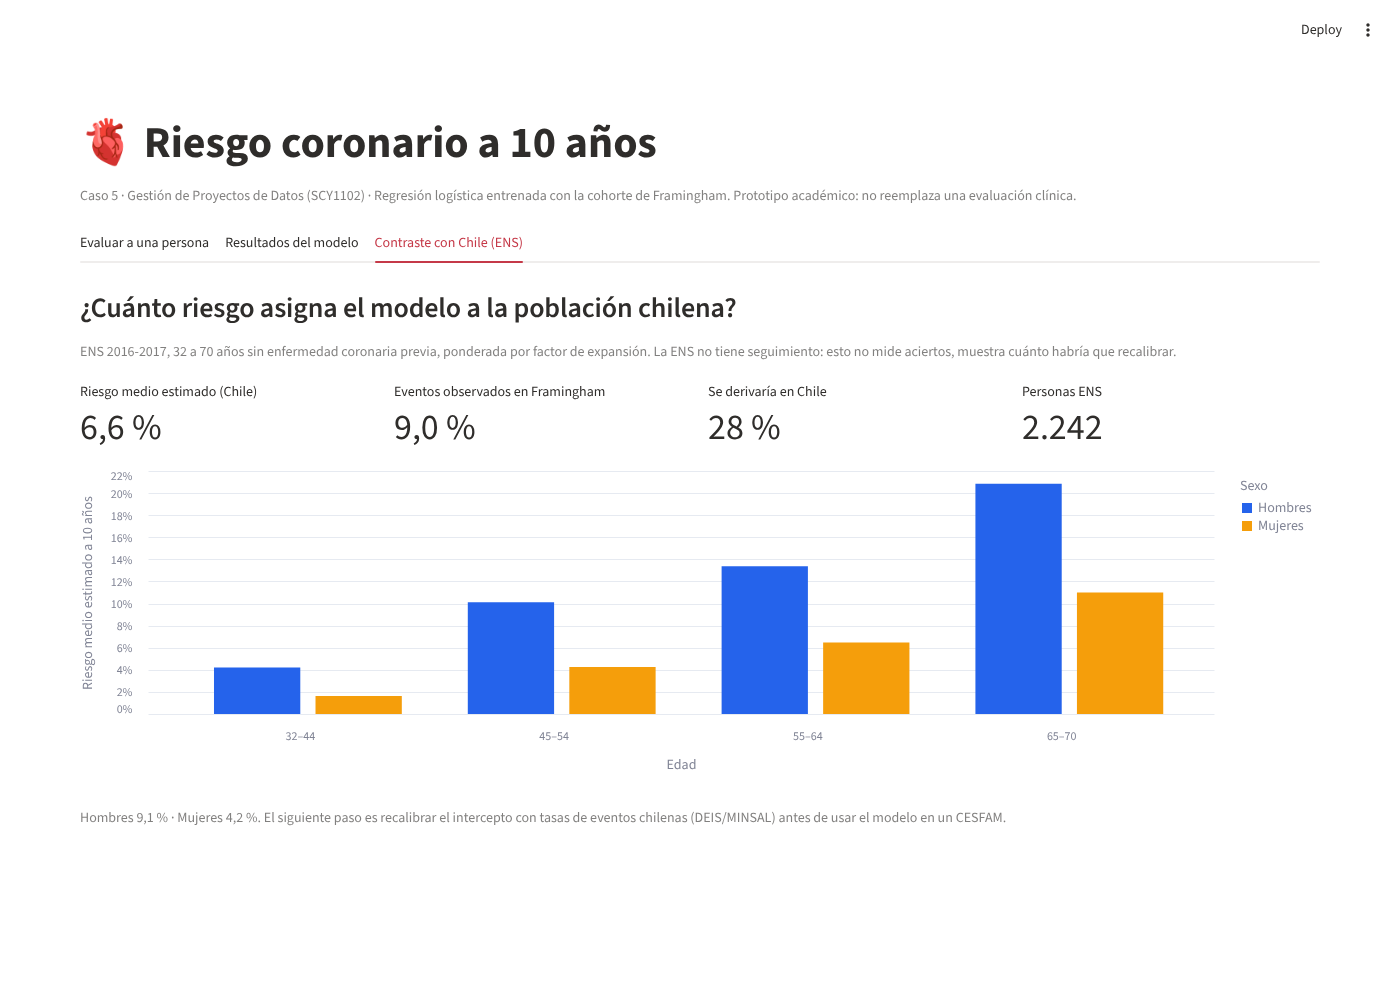 Deploy
Riesgo coronario a 10 años
Caso 5 · Gestión de Proyectos de Datos (SCY1102) · Regresión logística entrenada con la cohorte de Framingham. Prototipo académico: no reemplaza una evaluación clínica.
Evaluar a una persona
Resultados del modelo
Contraste con Chile (ENS)
¿Cuánto riesgo asigna el modelo a la población chilena?
ENS 2016-2017, 32 a 70 años sin enfermedad coronaria previa, ponderada por factor de expansión. La ENS no tiene seguimiento: esto no mide aciertos, muestra cuánto habría que recalibrar.
Riesgo medio estimado (Chile)
6,6 %
Eventos observados en Framingham
9,0 %
Se derivaría en Chile
28 %
Personas ENS
2.242
Riesgo medio estimado a 10 años
22%
20%
18%
16%
14%
12%
10%
8%
6%
4%
2%
0%
32–44
45–54
55–64
65–70
Edad
Sexo
Hombres
Mujeres
Hombres 9,1 % · Mujeres 4,2 %. El siguiente paso es recalibrar el intercepto con tasas de eventos chilenas (DEIS/MINSAL) antes de usar el modelo en un CESFAM.